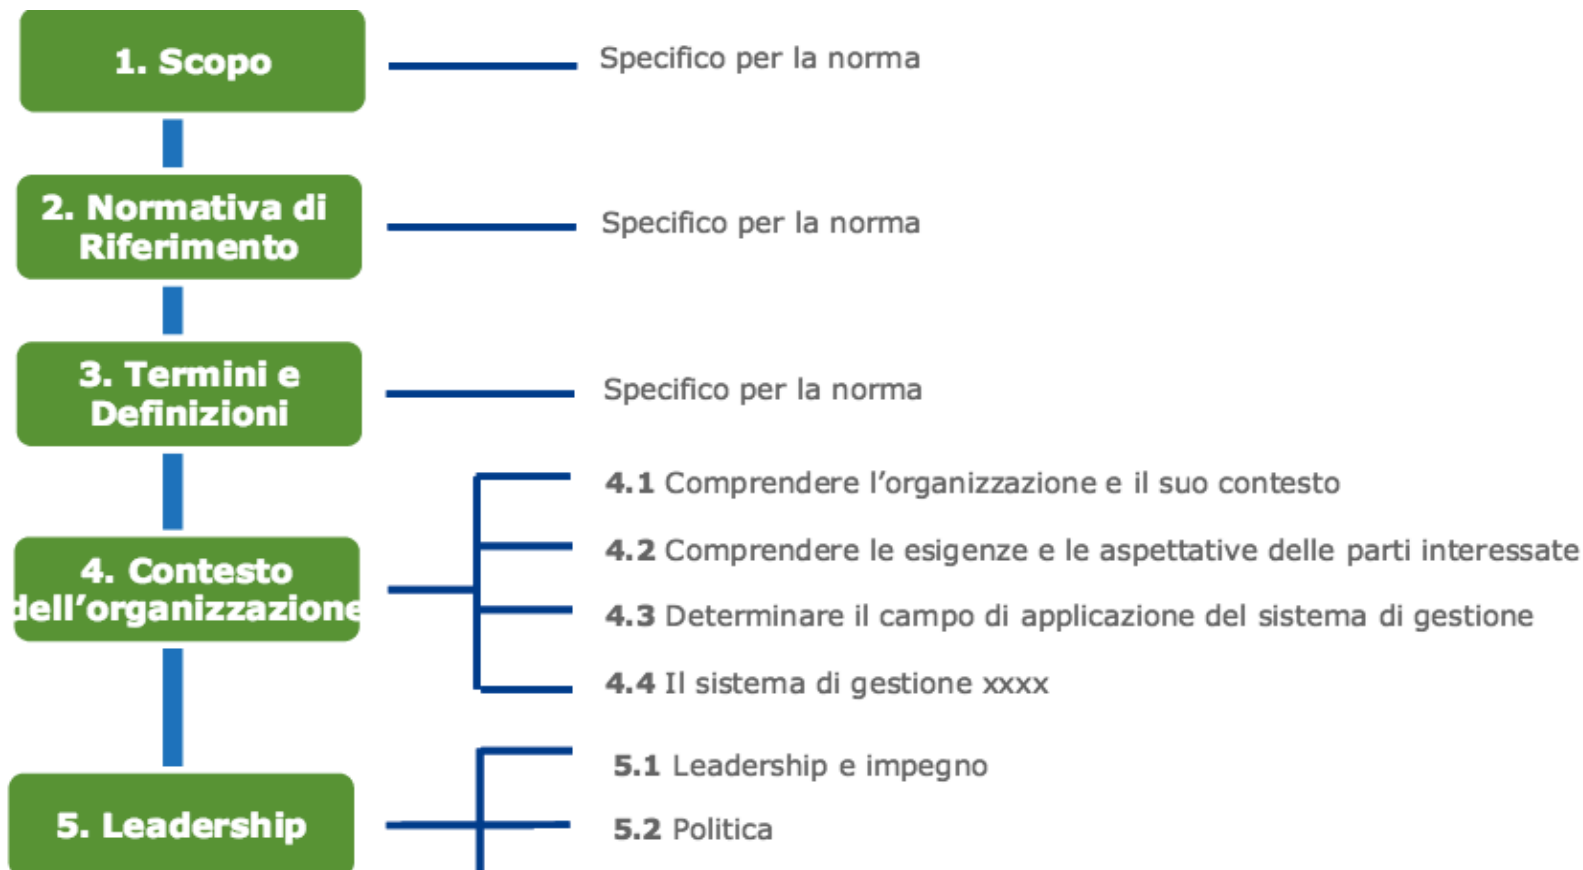 1. Scopo
Specifico per la norma
2. Normativa di
Riferimento
Specifico per la norma
3. Termini e
Definizioni
Specifico per la norma
4. Contesto
dell’organizzazione
4.1 Comprendere l’organizzazione e il suo contesto
4.2 Comprendere le esigenze e le aspettative delle parti interessate
4.3 Determinare il campo di applicazione del sistema di gestione
4.4 Il sistema di gestione xxxx
5. Leadership
5.1 Leadership e impegno
5.2 Politica